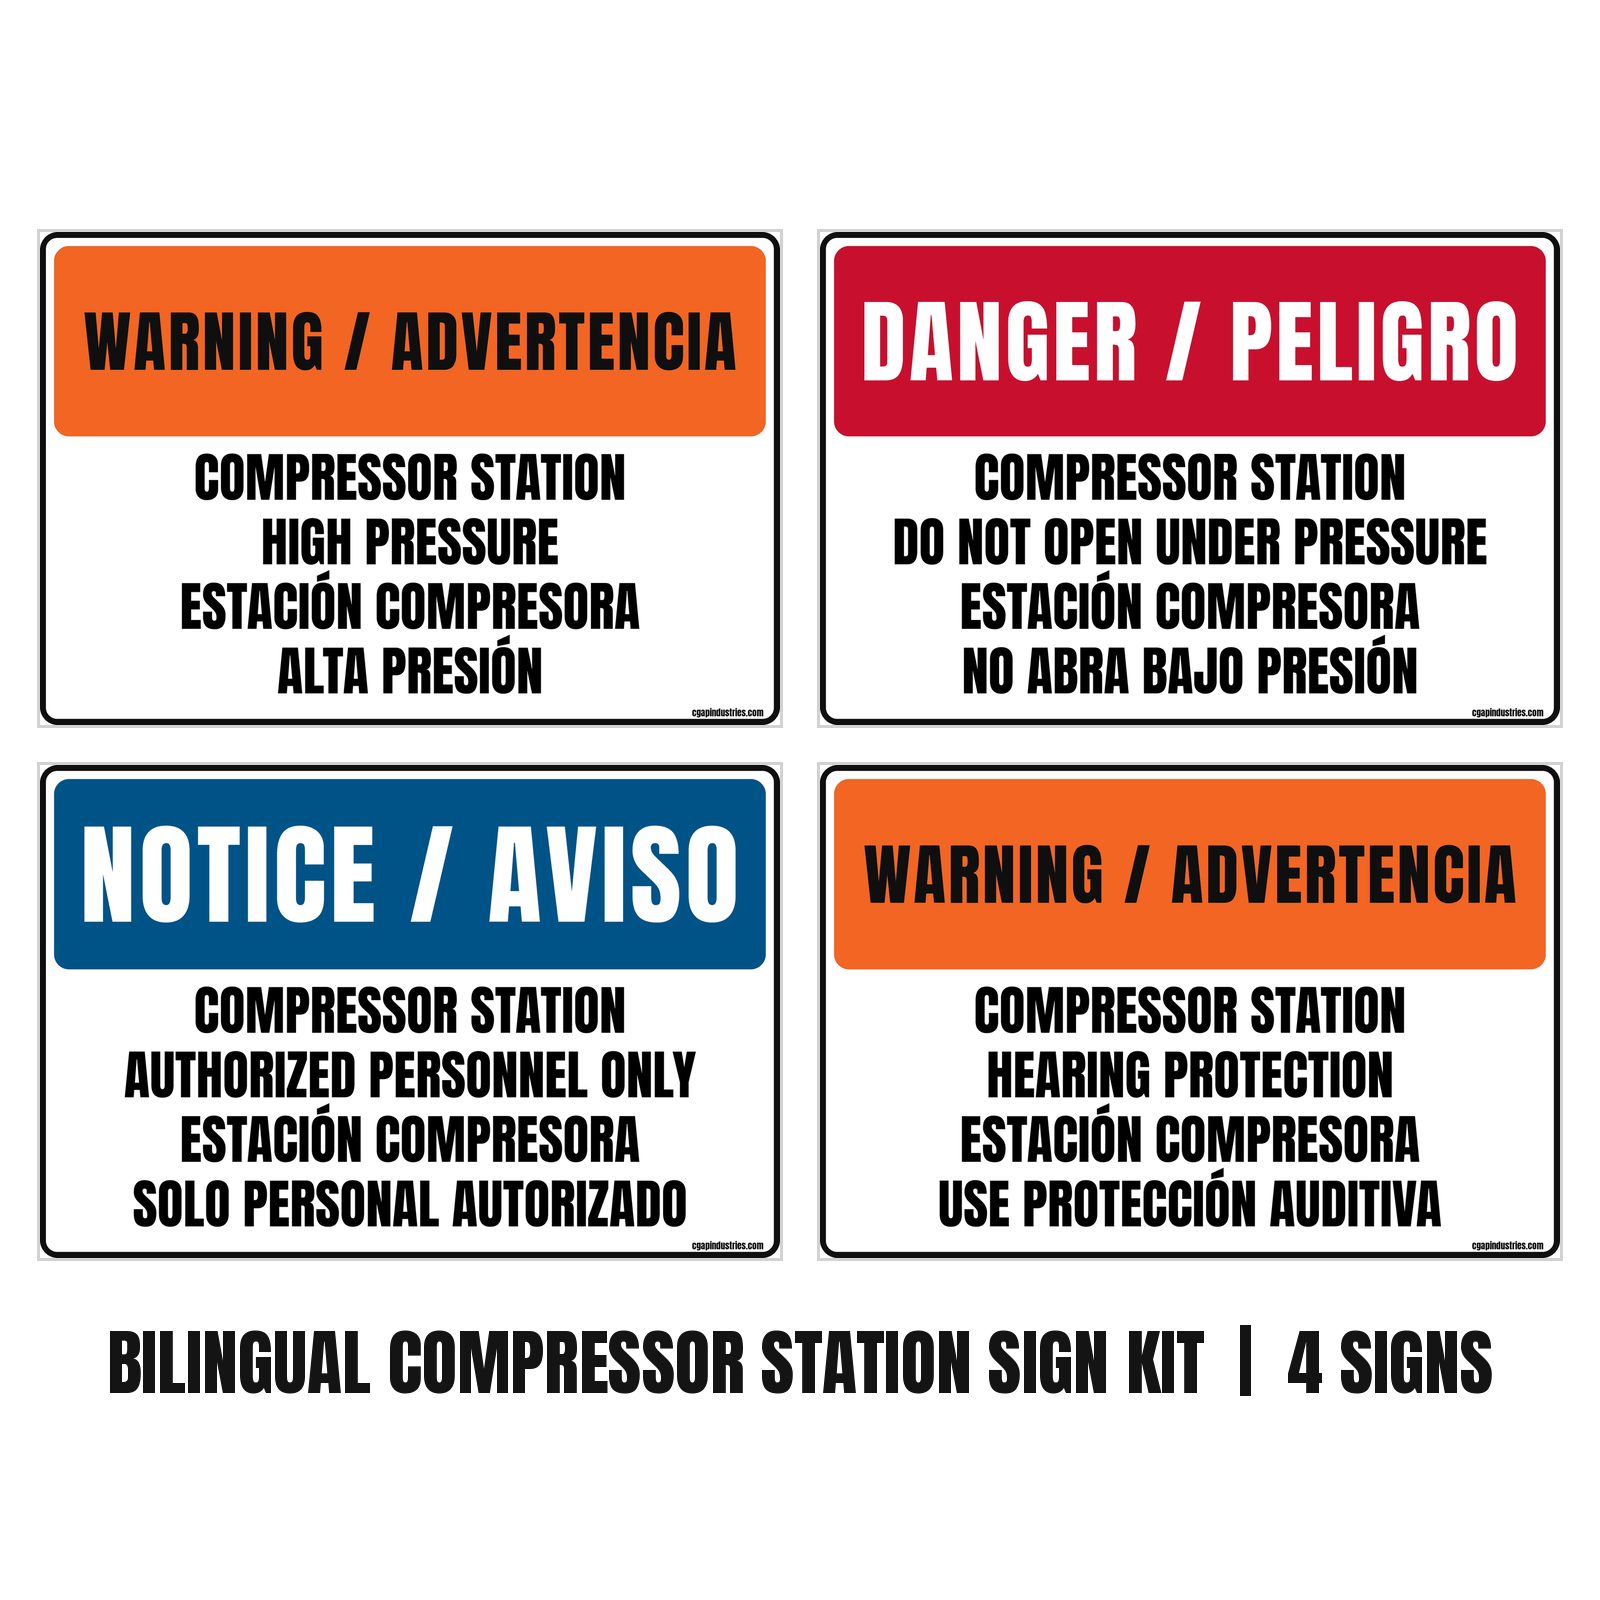 WARNING / ADVERTENCIA
COMPRESSOR STATION
HIGH PRESSURE
ESTACIÓN COMPRESORA
ALTA PRESIÓN
cgapindustries.com
DANGER / PELIGRO
COMPRESSOR STATION
DO NOT OPEN UNDER PRESSURE
ESTACIÓN COMPRESORA
NO ABRA BAJO PRESIÓN
cgapindustries.com
NOTICE / AVISO
COMPRESSOR STATION
AUTHORIZED PERSONNEL ONLY
ESTACIÓN COMPRESORA
SOLO PERSONAL AUTORIZADO
cgapindustries.com
WARNING / ADVERTENCIA
COMPRESSOR STATION
HEARING PROTECTION
ESTACIÓN COMPRESORA
USE PROTECCIÓN AUDITIVA
cgapindustries.com
BILINGUAL COMPRESSOR STATION SIGN KIT | 4 SIGNS